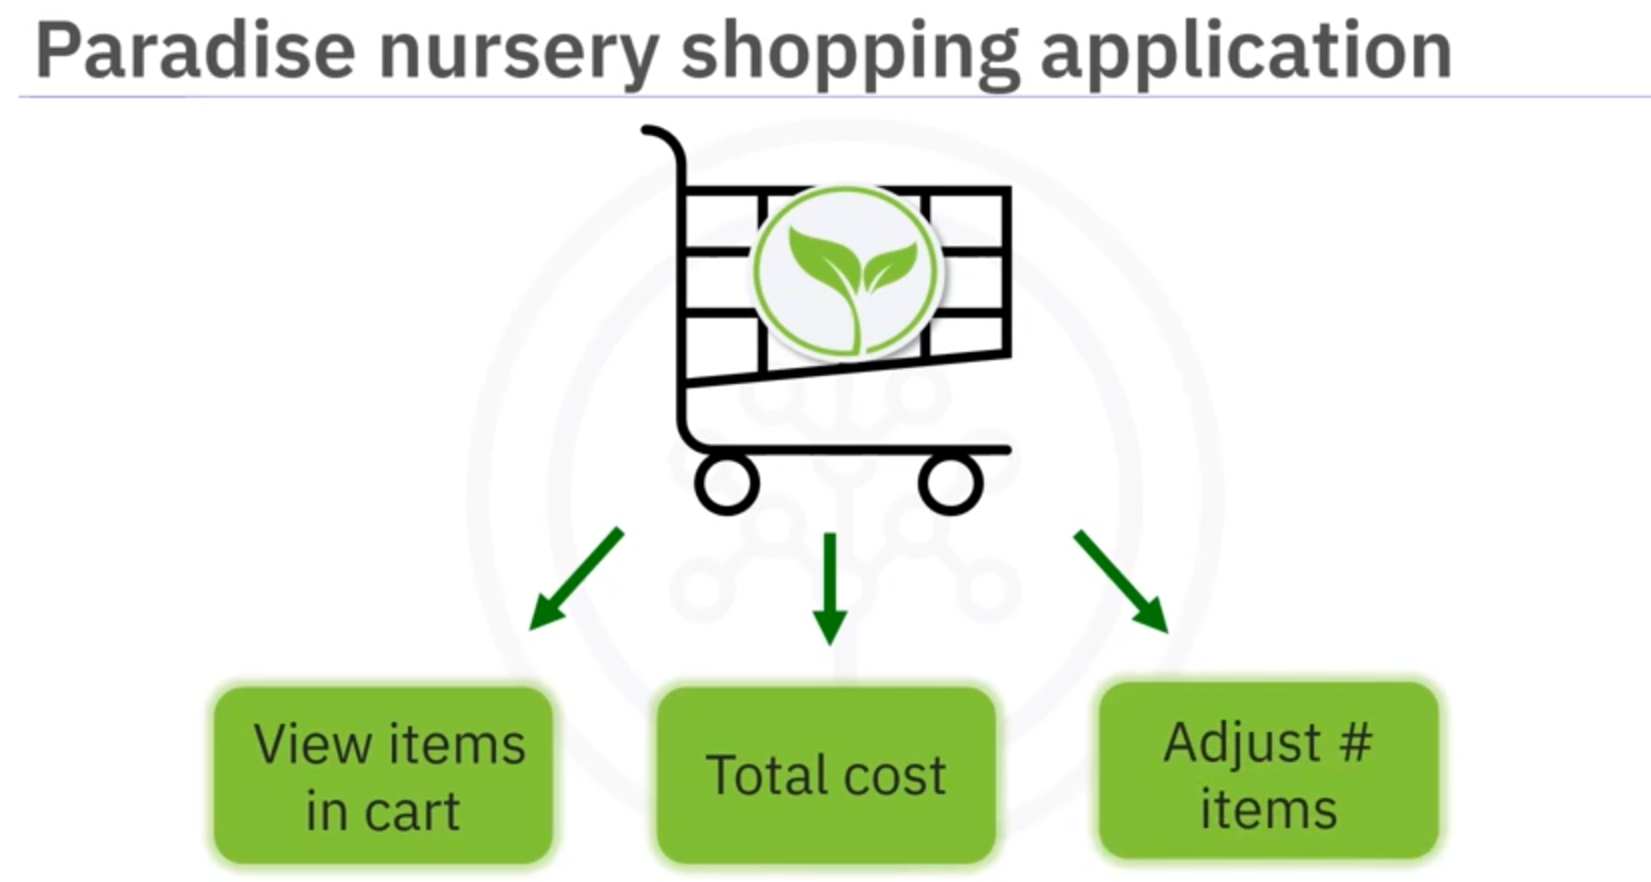 Paradise nursery shopping application
View items
in cart
Total cost
Adjust #
items